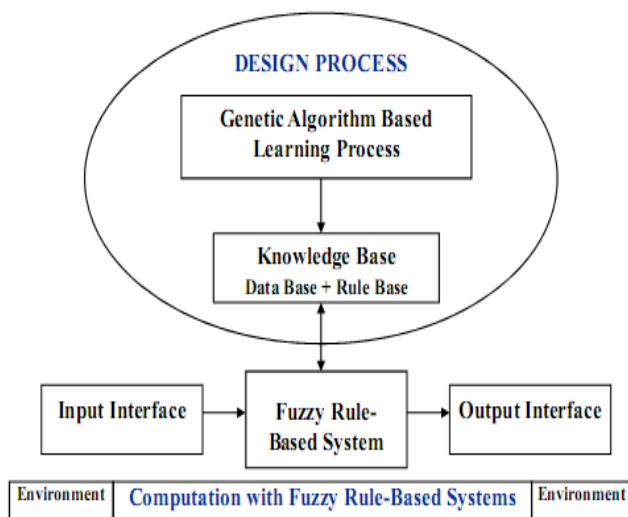 DESIGN PROCESS
Genetic Algorithm Based
Learning Process
Knowledge Base
Data Base + Rule Base
Input Interface
Fuzzy Rule-
Based System
Output Interface
Environment
Computation with Fuzzy Rule-Based Systems
Environment